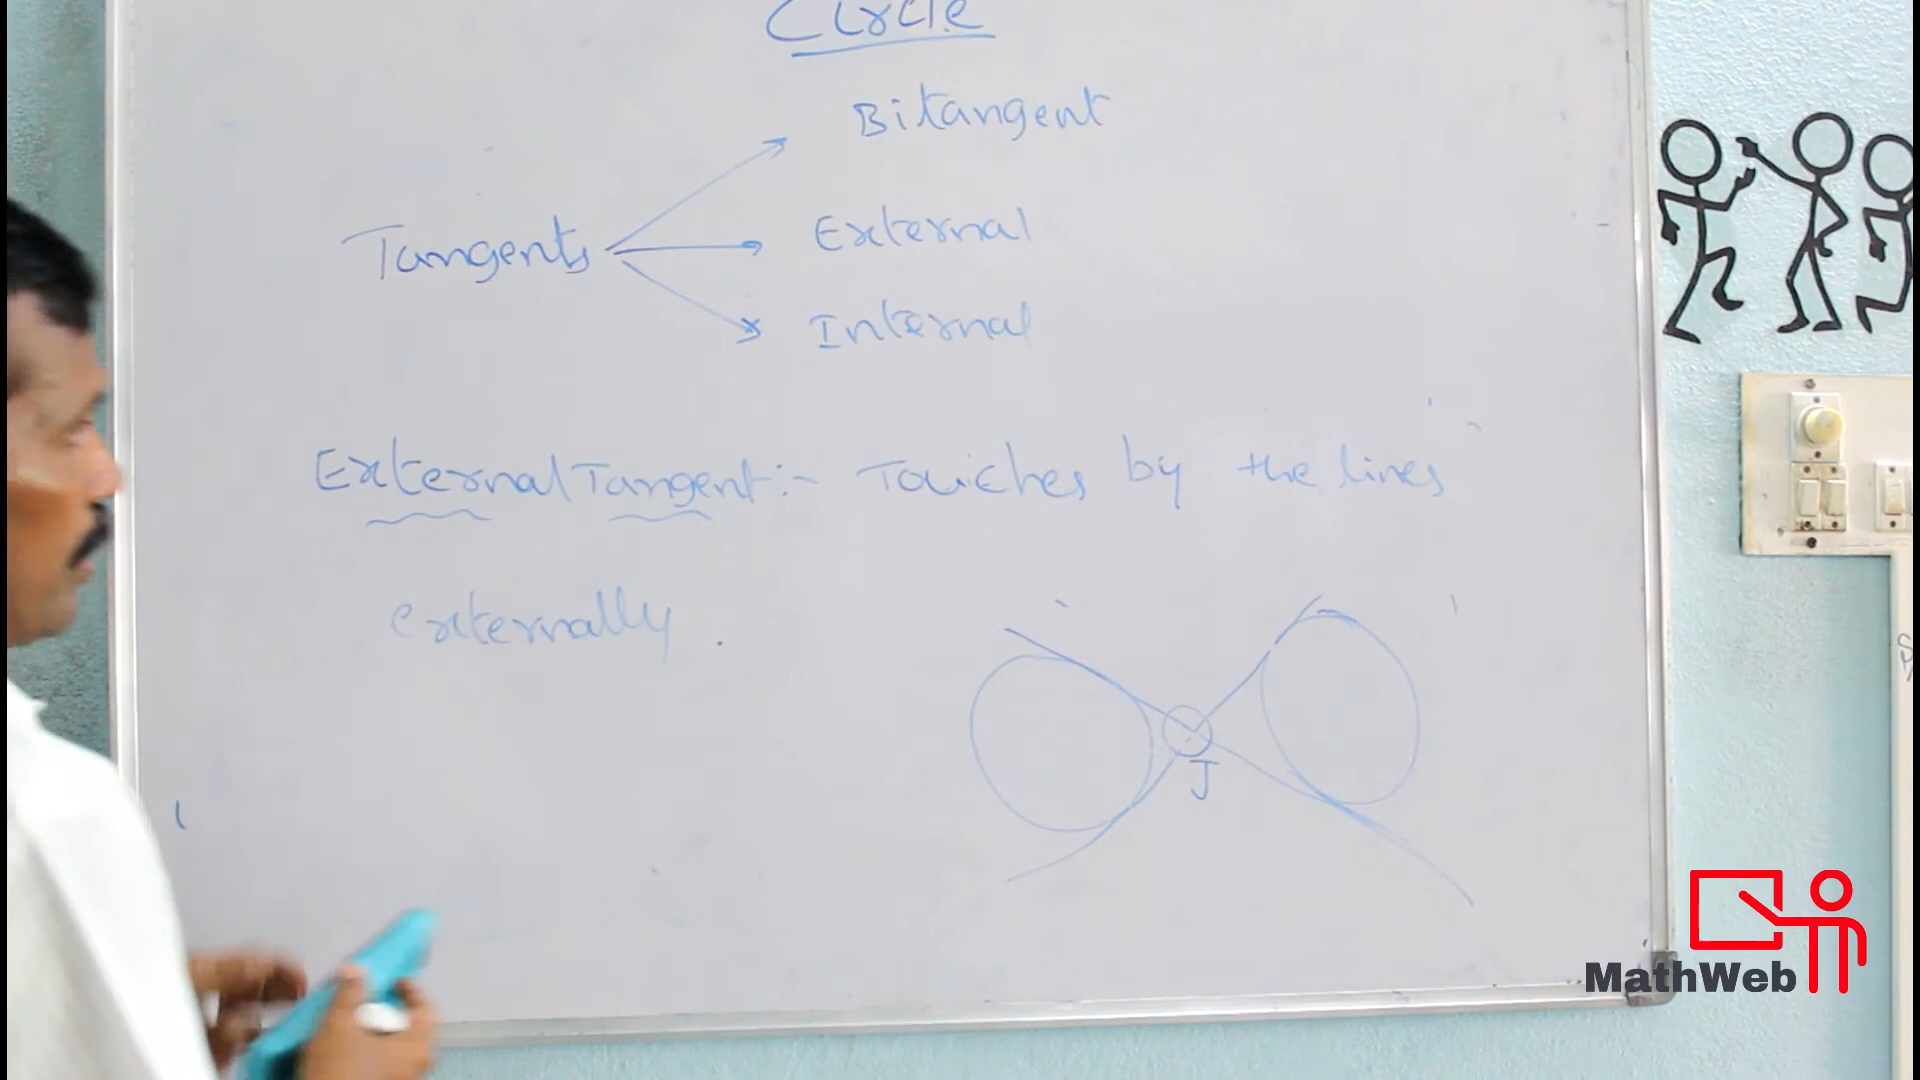 Circle
Bitangent
Tangents
External
Internal
External Tangent :- Touches by the lines
externally.
J
MathWeb